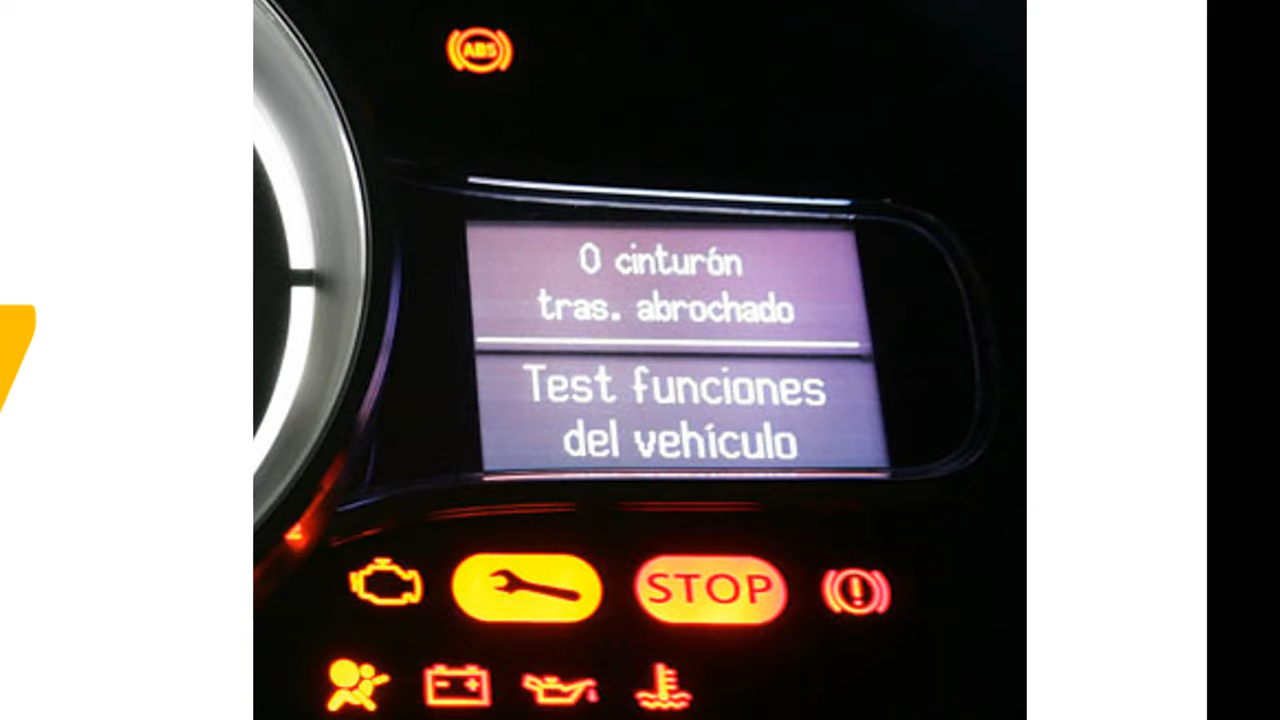 ABS
0 cinturón
tras. abrochado
Test funciones
del vehículo
STOP